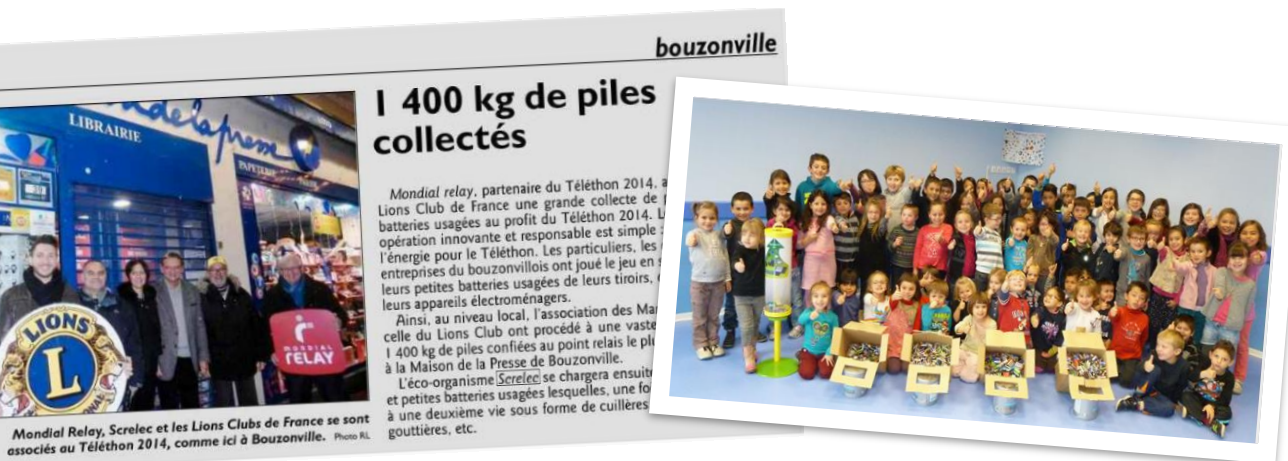 bouzonville
1 400 kg de piles
collectés
LIBRAIRIE
delapresse
PAPETERIE
LIONS
L
MONDIAL
RELAY
Mondial relay, partenaire du Téléthon 2014, a
Lions Club de France une grande collecte de
batteries usagées au profit du Téléthon 2014. L
opération innovante et responsable est simple :
l'énergie pour le Téléthon. Les particuliers, les
entreprises du bouzonvillois ont joué le jeu en
leurs petites batteries usagées de leurs tiroirs,
leurs appareils électroménagers.
Ainsi, au niveau local, l'association des Mar
celle du Lions Club ont procédé à une vaste
1 400 kg de piles confiées au point relais le plu
à la Maison de la Presse de Bouzonville.
L'éco-organisme Screlec se chargera ensuite
et petites batteries usagées lesquelles, une foi
à une deuxième vie sous forme de cuillères
gouttières, etc.
Mondial Relay, Screlec et les Lions Clubs de France se sont
associés au Téléthon 2014, comme ici à Bouzonville. Photo RL